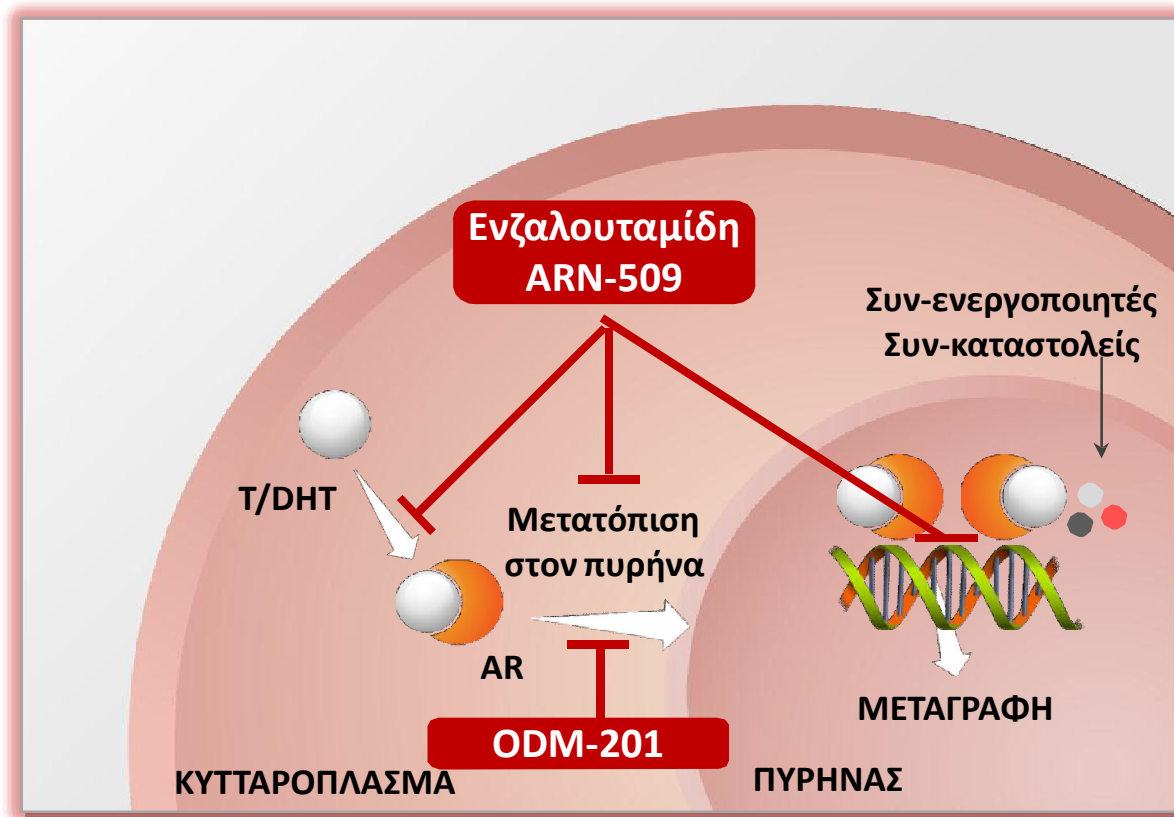 Ενζαλουταμίδη
ARN-509
Συν-ενεργοποιητές
Συν-καταστολείς
T/DHT
Μετατόπιση
στον πυρήνα
AR
ΜΕΤΑΓΡΑΦΗ
ODM-201
ΚΥΤΤΑΡΟΠΛΑΣΜΑ
ΠΥΡΗΝΑΣ